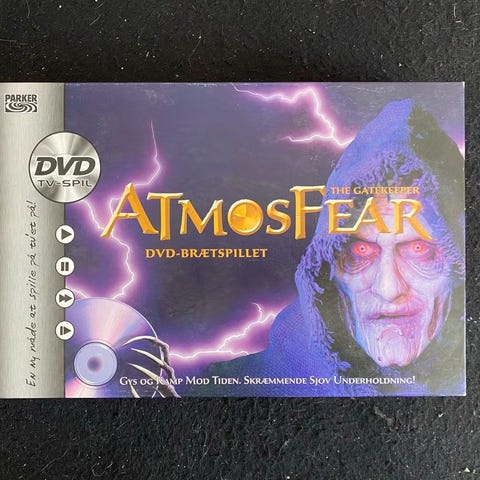 PARKER
DVD
TV-SPIL
En ny måde at spille på tv'et på!
THE GATEKEEPER
ATMOSFEAR
DVD-BRÆTSPILLET
GYS OG KAMP MOD TIDEN. SKRÆMMENDE SJOV UNDERHOLDNING!